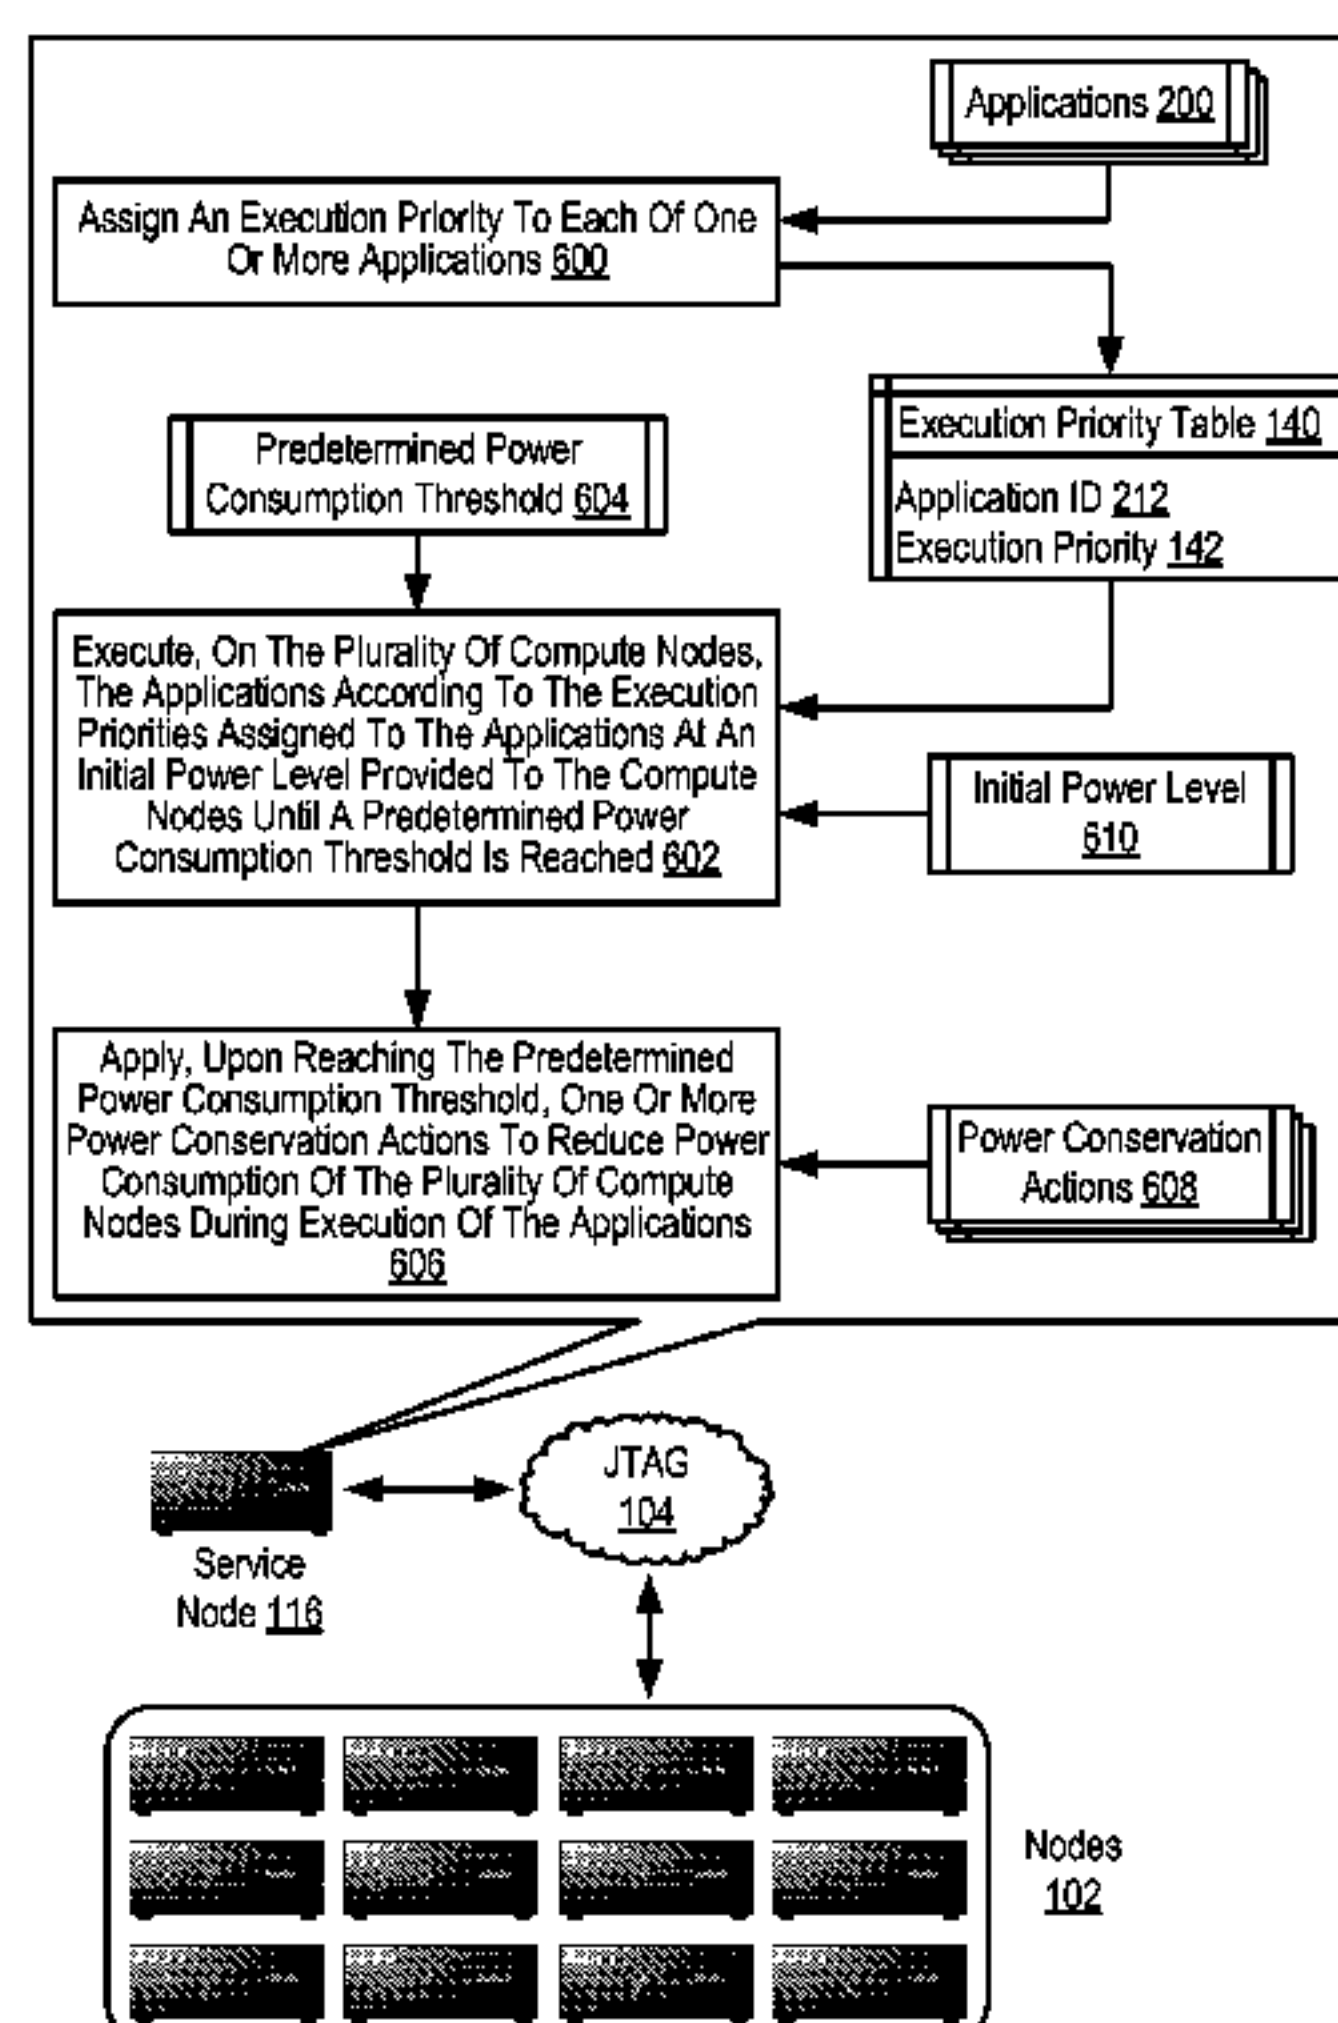 Applications 200
Assign An Execution Priority To Each Of One
Or More Applications 600
Execution Priority Table 140
Application ID 212
Execution Priority 142
Predetermined Power
Consumption Threshold 604
Execute, On The Plurality Of Compute Nodes,
The Applications According To The Execution
Priorities Assigned To The Applications At An
Initial Power Level Provided To The Compute
Nodes Until A Predetermined Power
Consumption Threshold Is Reached 602
Initial Power Level
610
Apply, Upon Reaching The Predetermined
Power Consumption Threshold, One Or More
Power Conservation Actions To Reduce Power
Consumption Of The Plurality Of Compute
Nodes During Execution Of The Applications
606
Power Conservation
Actions 608
JTAG
104
Service
Node 116
Nodes
102